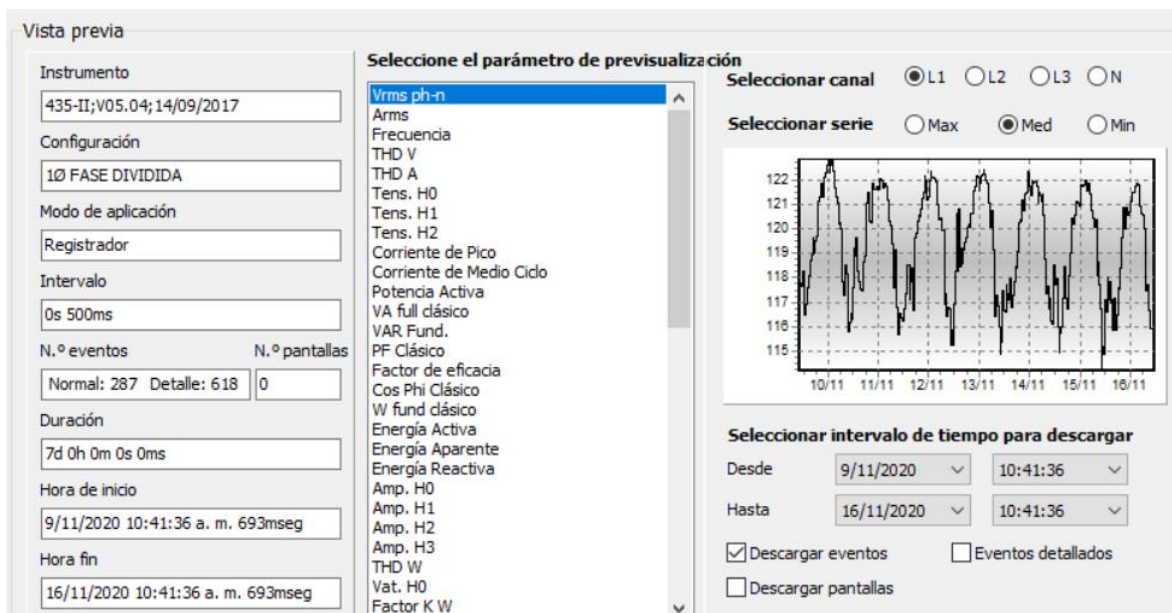 Vista previa
Instrumento
435-II;V05.04;14/09/2017
Configuración
1Ø FASE DIVIDIDA
Modo de aplicación
Registrador
Intervalo
0s 500ms
N.º eventos N.º pantallas
Normal: 287 Detalle: 618 0
Duración
7d 0h 0m 0s 0ms
Hora de inicio
9/11/2020 10:41:36 a. m. 693mseg
Hora fin
16/11/2020 10:41:36 a. m. 693mseg
Seleccione el parámetro de previsualización
Vrms ph-n
Arms
Frecuencia
THD V
THD A
Tens. H0
Tens. H1
Tens. H2
Corriente de Pico
Corriente de Medio Ciclo
Potencia Activa
VA full clásico
VAR Fund.
PF Clásico
Factor de eficacia
Cos Phi Clásico
W fund clásico
Energía Activa
Energía Aparente
Energía Reactiva
Amp. H0
Amp. H1
Amp. H2
Amp. H3
THD W
Vat. H0
Factor K W
Seleccionar canal L1 L2 L3 N
Seleccionar serie Max Med Min
122
121
120
119
118
117
116
115
10/11 11/11 12/11 13/11 14/11 15/11 16/11
Seleccionar intervalo de tiempo para descargar
Desde 9/11/2020 10:41:36
Hasta 16/11/2020 10:41:36
Descargar eventos Eventos detallados
Descargar pantallas